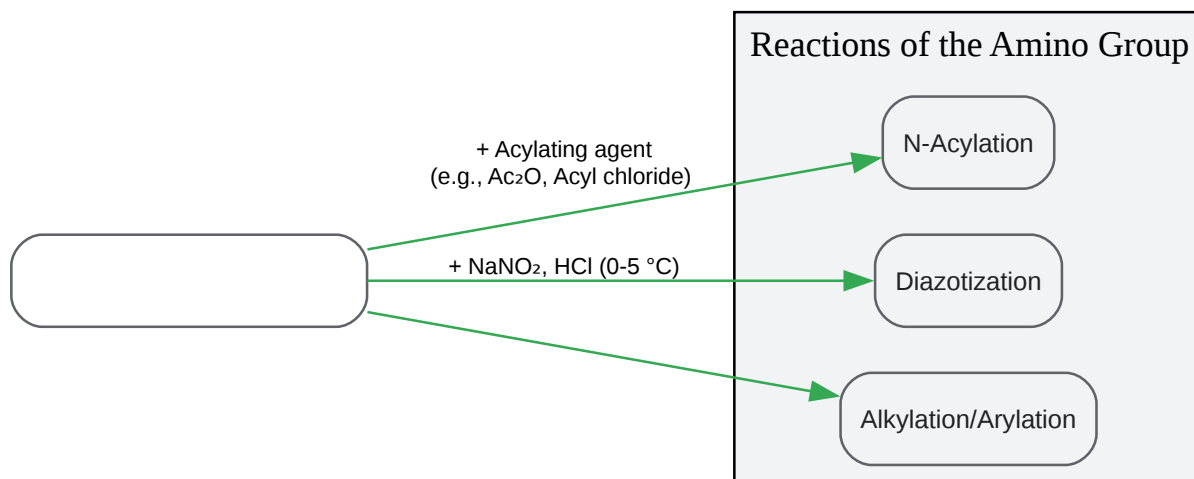 Reactions of the Amino Group
+ Acylating agent
(e.g., Ac₂O, Acyl chloride)
N-Acylation
+ NaNO₂, HCl (0-5 °C)
Diazotization
Alkylation/Arylation